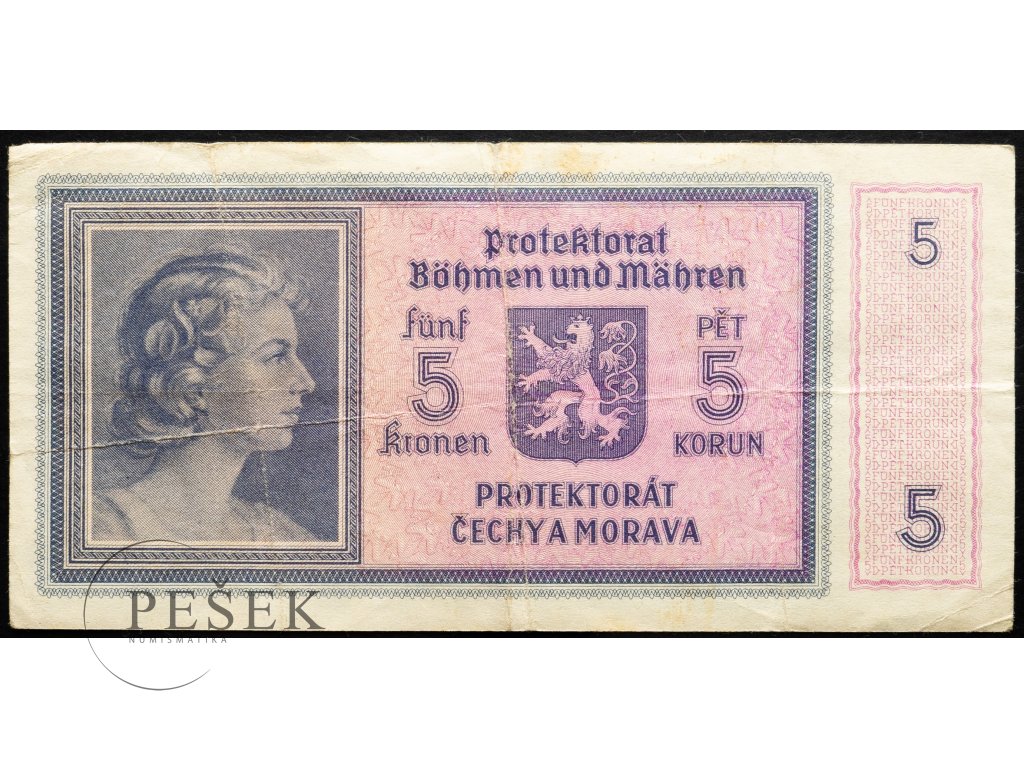 Protektorat
Böhmen und Mähren
fünf
5
Kronen
PĚT
5
KORUN
PROTEKTORÁT
ČECHY A MORAVA
5
5
PEŠEK
NUMISMATIKA